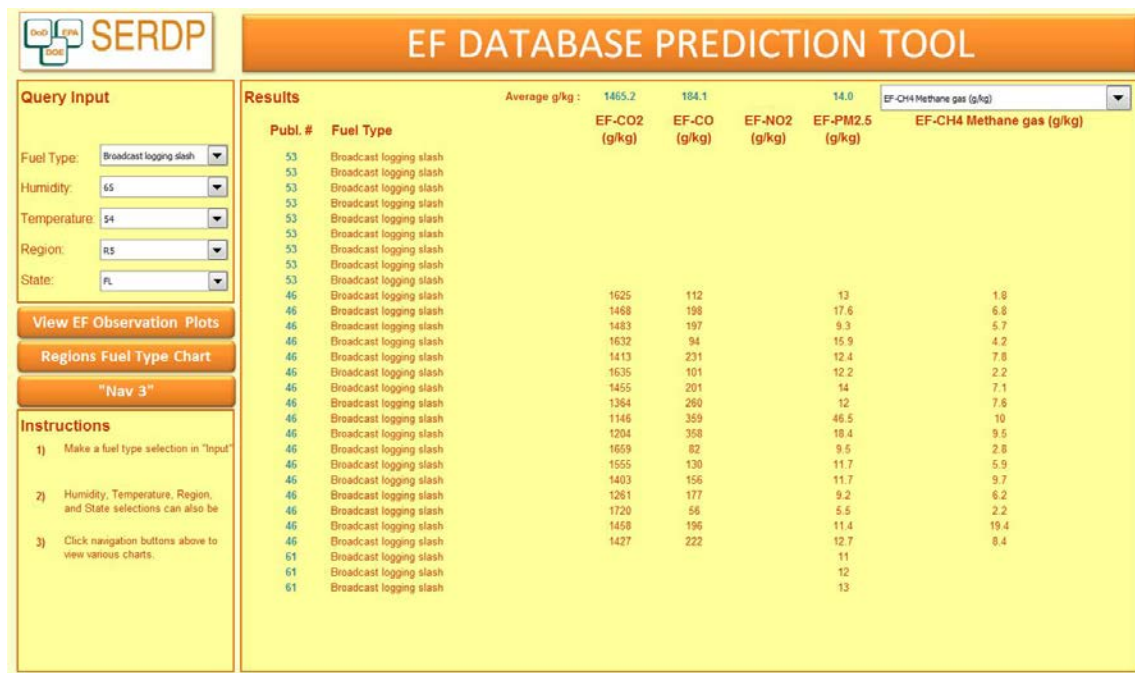 DoD EPA DOE SERDP
EF DATABASE PREDICTION TOOL
Query Input
Fuel Type: Broadcast logging slash
Humidity: 65
Temperature: 54
Region: R5
State: FL
View EF Observation Plots
Regions Fuel Type Chart
"Nav 3"
Instructions
1) Make a fuel type selection in "Input"
2) Humidity, Temperature, Region,
and State selections can also be
3) Click navigation buttons above to
view various charts.
Results Average g/kg : 1465.2 184.1 14.0 EF-CH4 Methane gas (g/kg)
Publ. # Fuel Type EF-CO2 (g/kg) EF-CO (g/kg) EF-NO2 (g/kg) EF-PM2.5 (g/kg) EF-CH4 Methane gas (g/kg)
53 Broadcast logging slash
53 Broadcast logging slash
53 Broadcast logging slash
53 Broadcast logging slash
53 Broadcast logging slash
53 Broadcast logging slash
53 Broadcast logging slash
53 Broadcast logging slash
53 Broadcast logging slash
46 Broadcast logging slash 1625 112 13 1.8
46 Broadcast logging slash 1468 198 17.6 6.8
46 Broadcast logging slash 1483 197 9.3 5.7
46 Broadcast logging slash 1632 94 15.9 4.2
46 Broadcast logging slash 1413 231 12.4 7.8
46 Broadcast logging slash 1635 101 12.2 2.2
46 Broadcast logging slash 1455 201 14 7.1
46 Broadcast logging slash 1364 260 12 7.6
46 Broadcast logging slash 1146 359 46.5 10
46 Broadcast logging slash 1204 358 18.4 9.5
46 Broadcast logging slash 1659 82 9.5 2.8
46 Broadcast logging slash 1555 130 11.7 5.9
46 Broadcast logging slash 1403 156 11.7 9.7
46 Broadcast logging slash 1261 177 9.2 6.2
46 Broadcast logging slash 1720 56 5.5 2.2
46 Broadcast logging slash 1458 196 11.4 19.4
46 Broadcast logging slash 1427 222 12.7 8.4
61 Broadcast logging slash 11
61 Broadcast logging slash 12
61 Broadcast logging slash 13